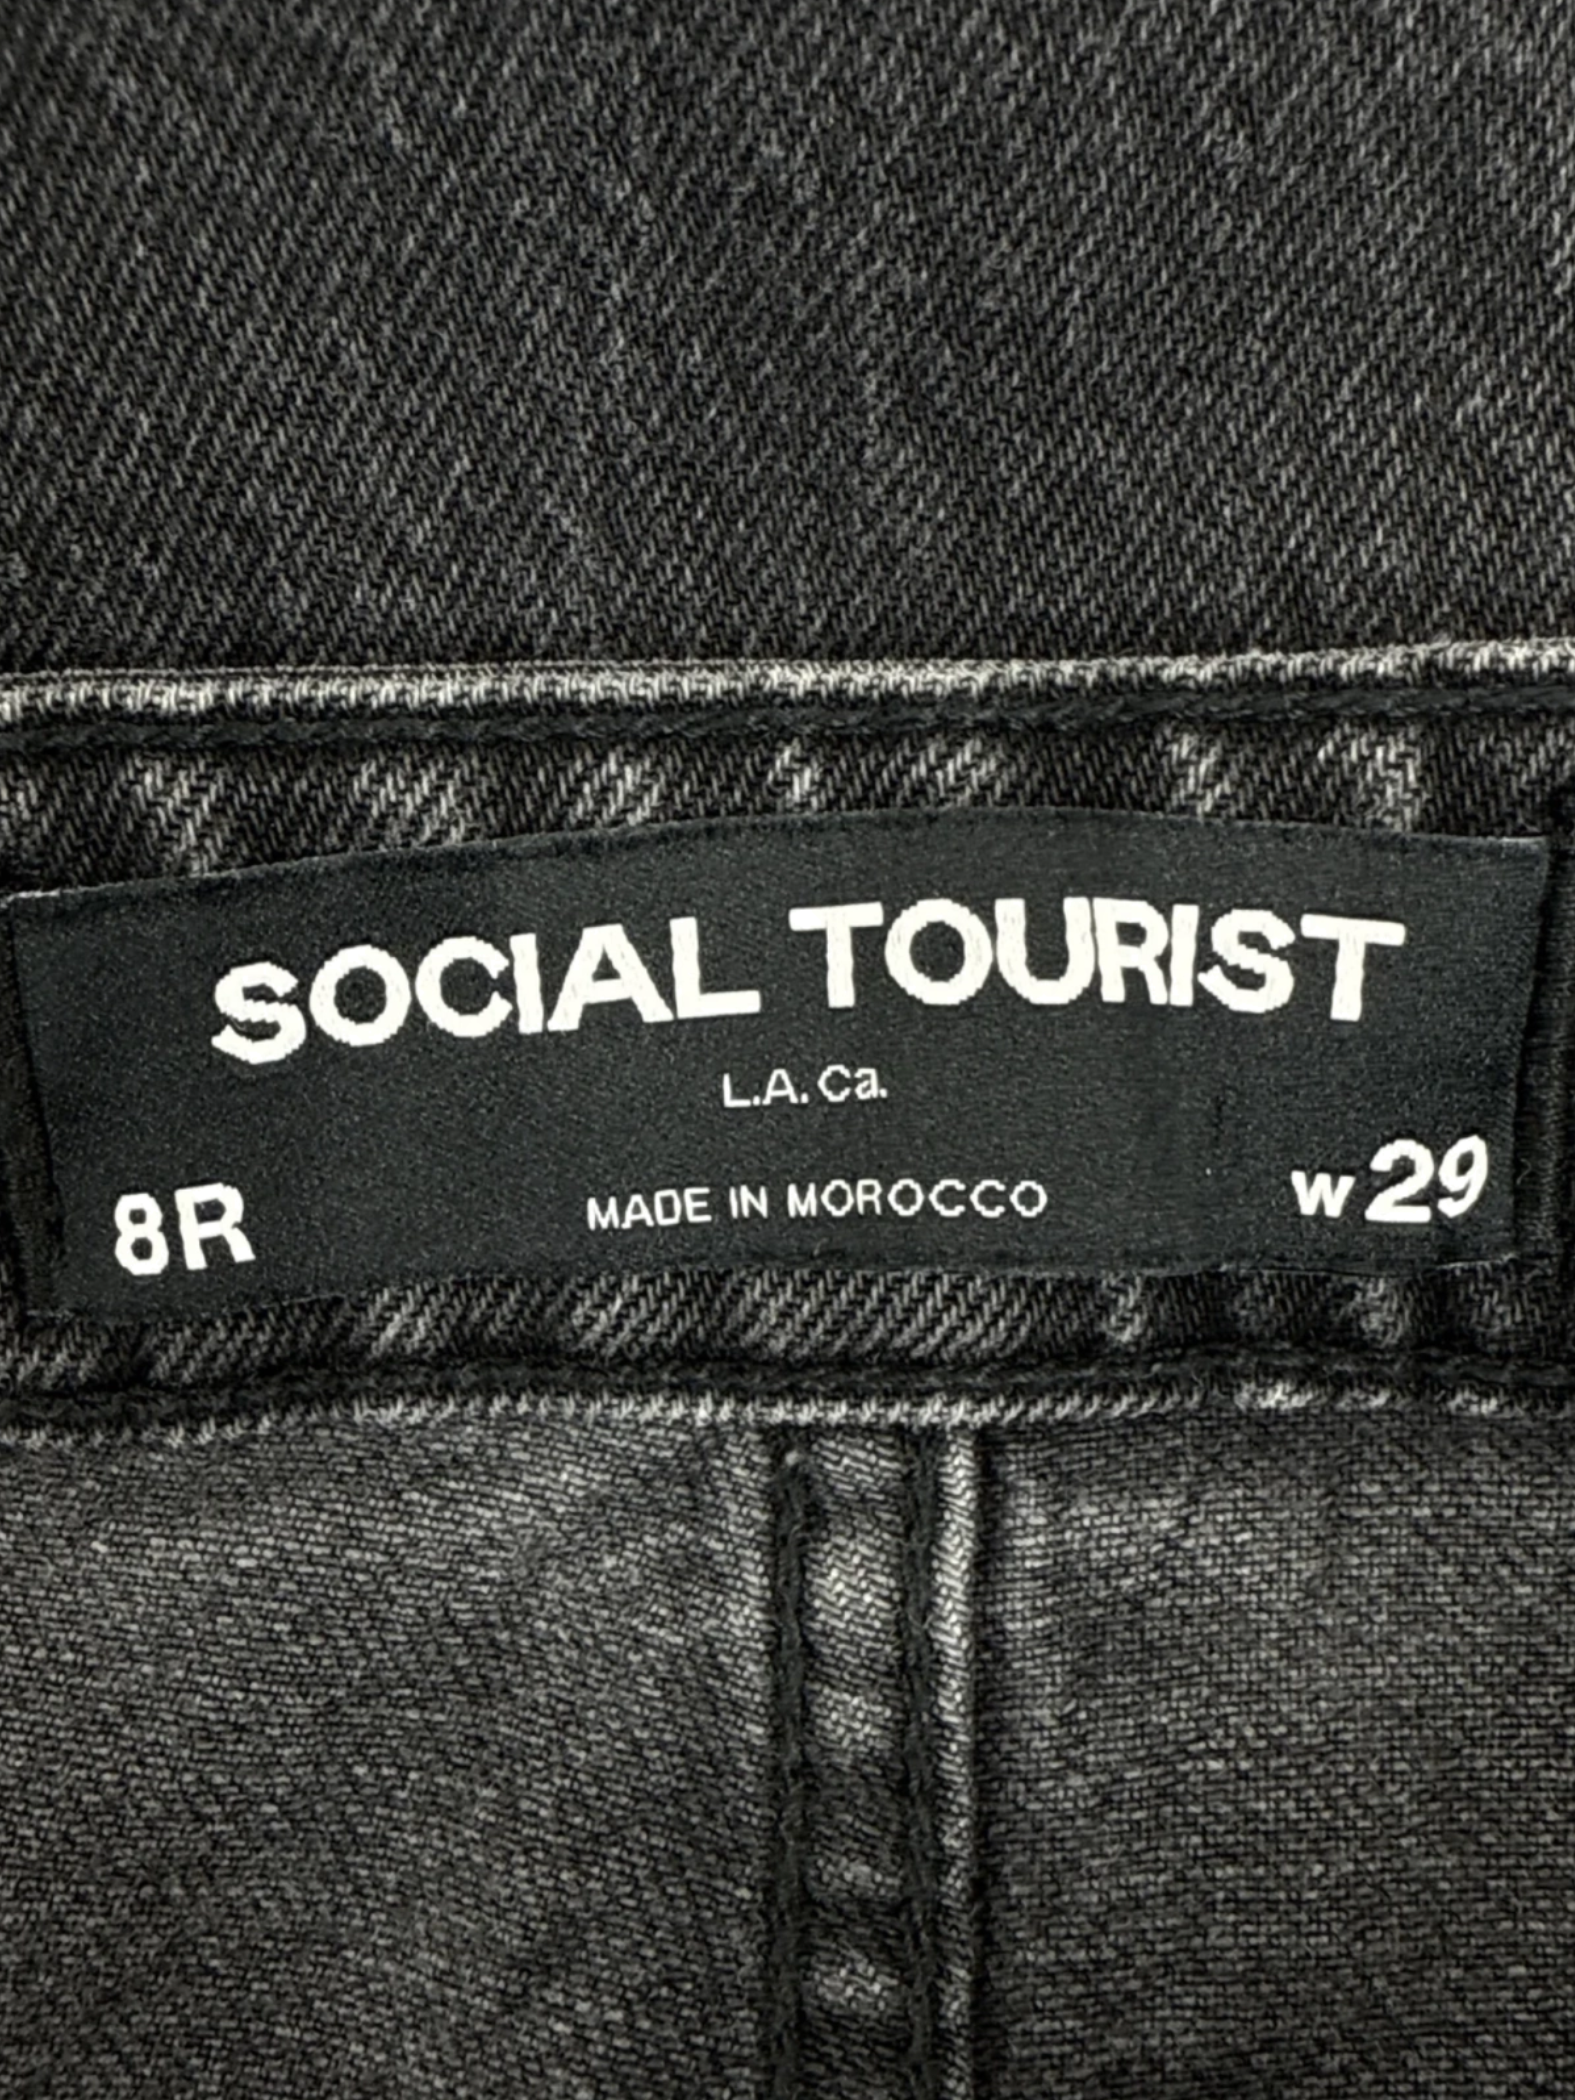 SOCIAL TOURIST
L.A. Ca.
8R MADE IN MOROCCO w29